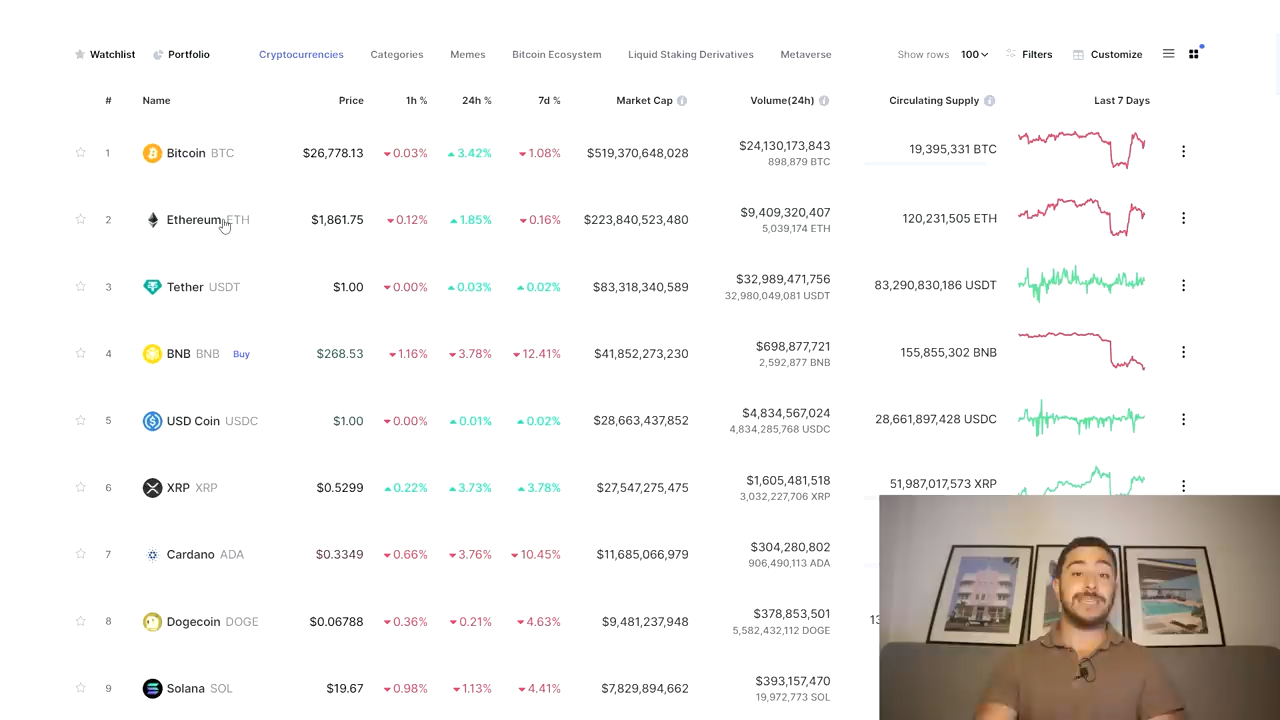 Watchlist Portfolio Cryptocurrencies Categories Memes Bitcoin Ecosystem Liquid Staking Derivatives Metaverse Show rows 100 Filters Customize
# Name Price 1h % 24h % 7d % Market Cap Volume(24h) Circulating Supply Last 7 Days
1 Bitcoin BTC $26,778.13 0.03% 3.42% 1.08% $519,370,648,028 $24,130,173,843 19,395,331 BTC
898,879 BTC
2 Ethereum ETH $1,861.75 0.12% 1.85% 0.16% $223,840,523,480 $9,409,320,407 120,231,505 ETH
5,039,174 ETH
3 Tether USDT $1.00 0.00% 0.03% 0.02% $83,318,340,589 $32,989,471,756 83,290,830,186 USDT
32,980,049,081 USDT
4 BNB BNB Buy $268.53 1.16% 3.78% 12.41% $41,852,273,230 $698,877,721 155,855,302 BNB
2,592,877 BNB
5 USD Coin USDC $1.00 0.00% 0.01% 0.02% $28,663,437,852 $4,834,567,024 28,661,897,428 USDC
4,834,285,768 USDC
6 XRP XRP $0.5299 0.22% 3.73% 3.78% $27,547,275,475 $1,605,481,518 51,987,017,573 XRP
3,032,227,706 XRP
7 Cardano ADA $0.3349 0.66% 3.76% 10.45% $11,685,066,979 $304,280,802
906,490,113 ADA
8 Dogecoin DOGE $0.06788 0.36% 0.21% 4.63% $9,481,237,948 $378,853,501 13
5,582,432,112 DOGE
9 Solana SOL $19.67 0.98% 1.13% 4.41% $7,829,894,662 $393,157,470
19,972,773 SOL